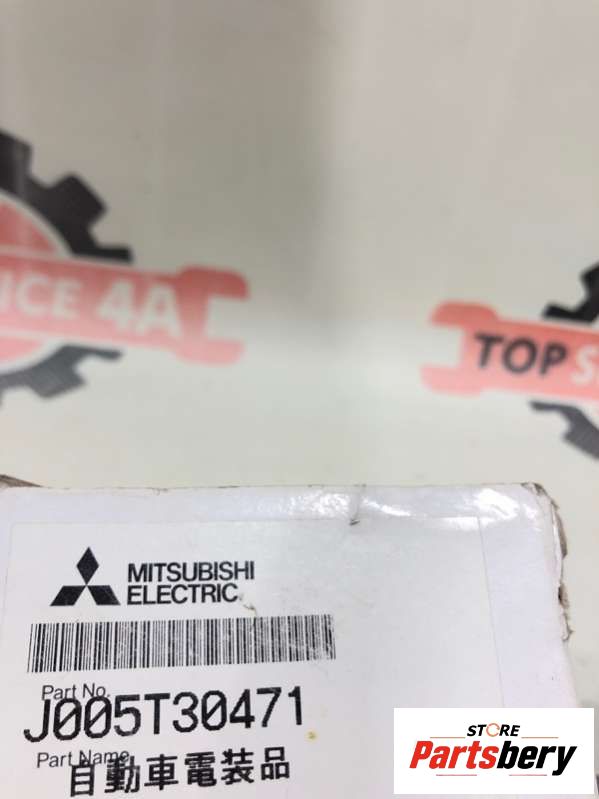 ICE 4A
TOP S
MITSUBISHI
ELECTRIC
Part No.
J005T30471
Part Name
自動車電装品
STORE
Partsbery